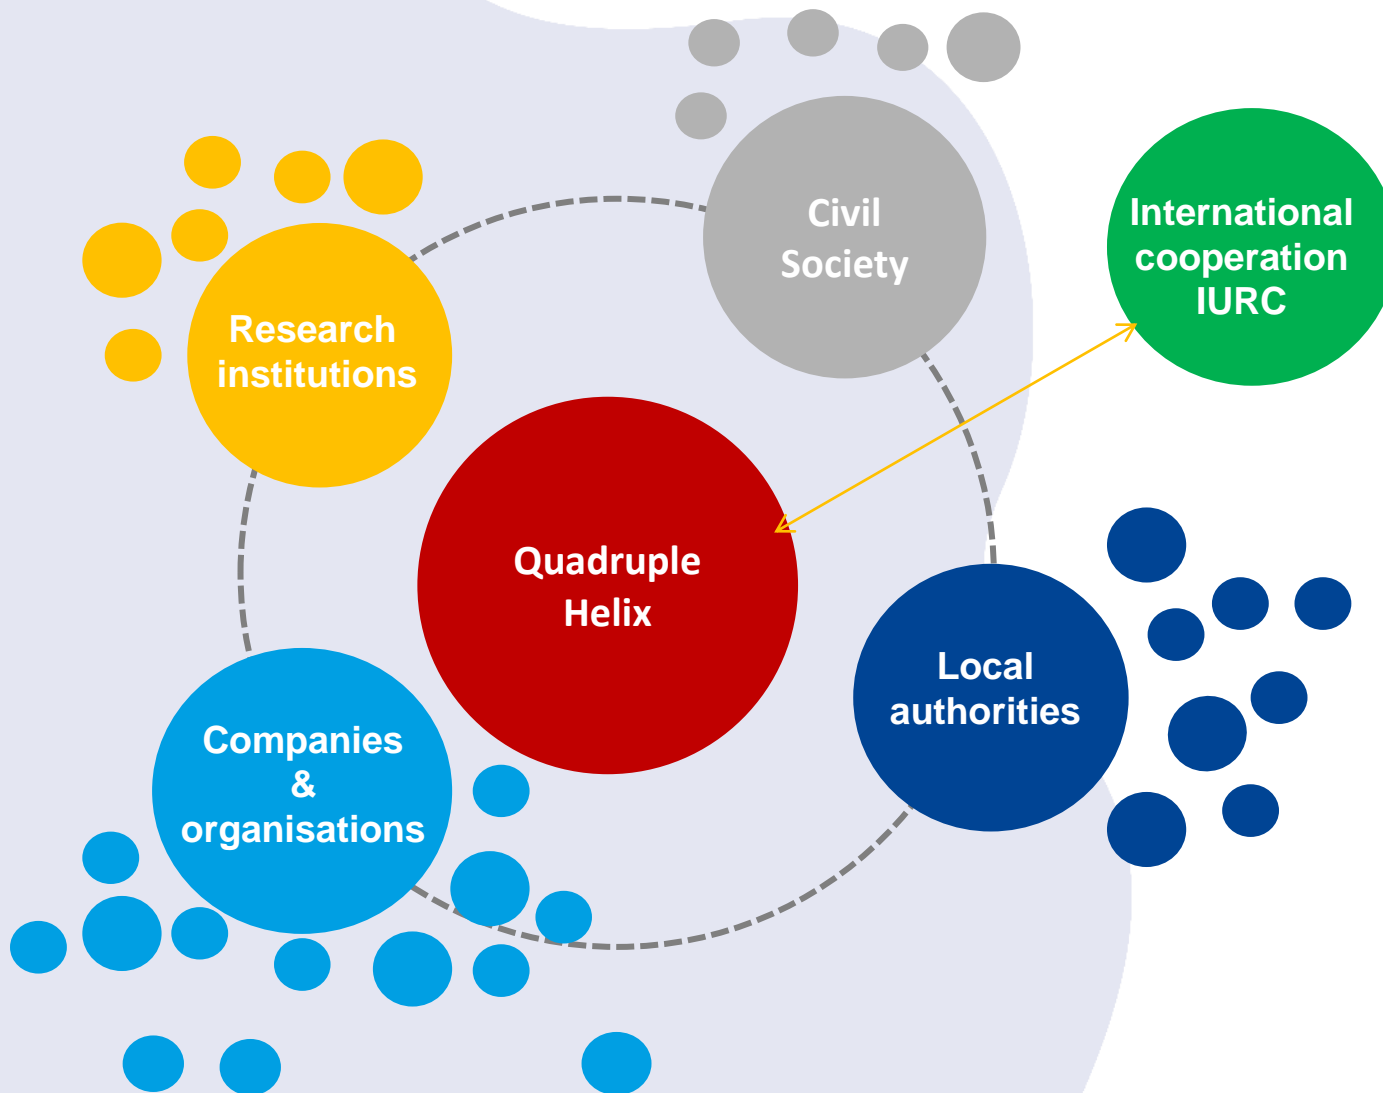 Civil
Society
International
cooperation
IURC
Research
institutions
Quadruple
Helix
Local
authorities
Companies
&
organisations